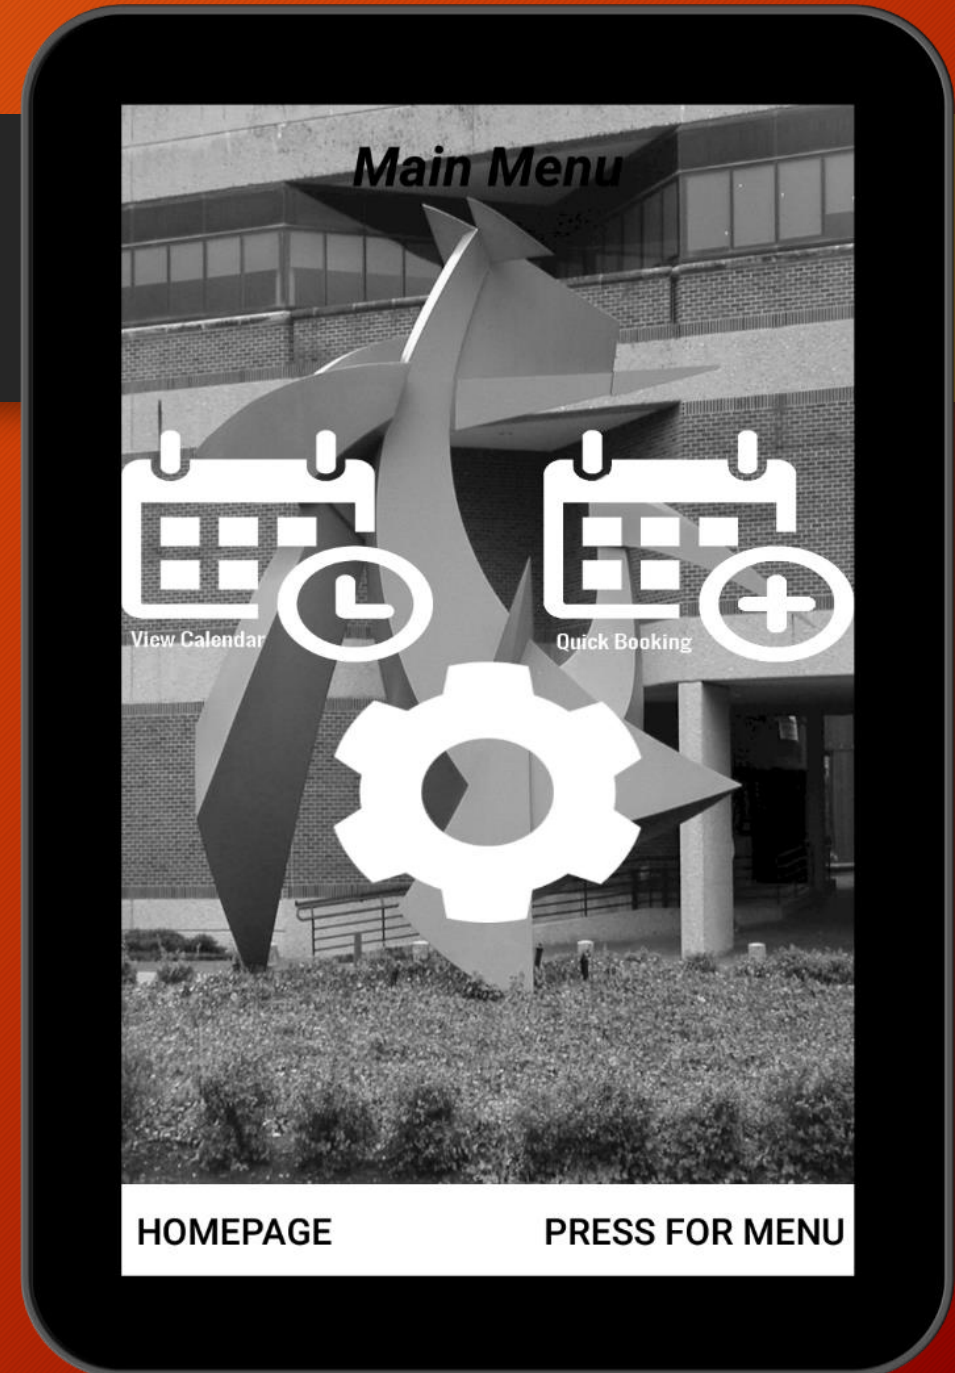 Main Menu
View Calendar
Quick Booking
HOMEPAGE
PRESS FOR MENU